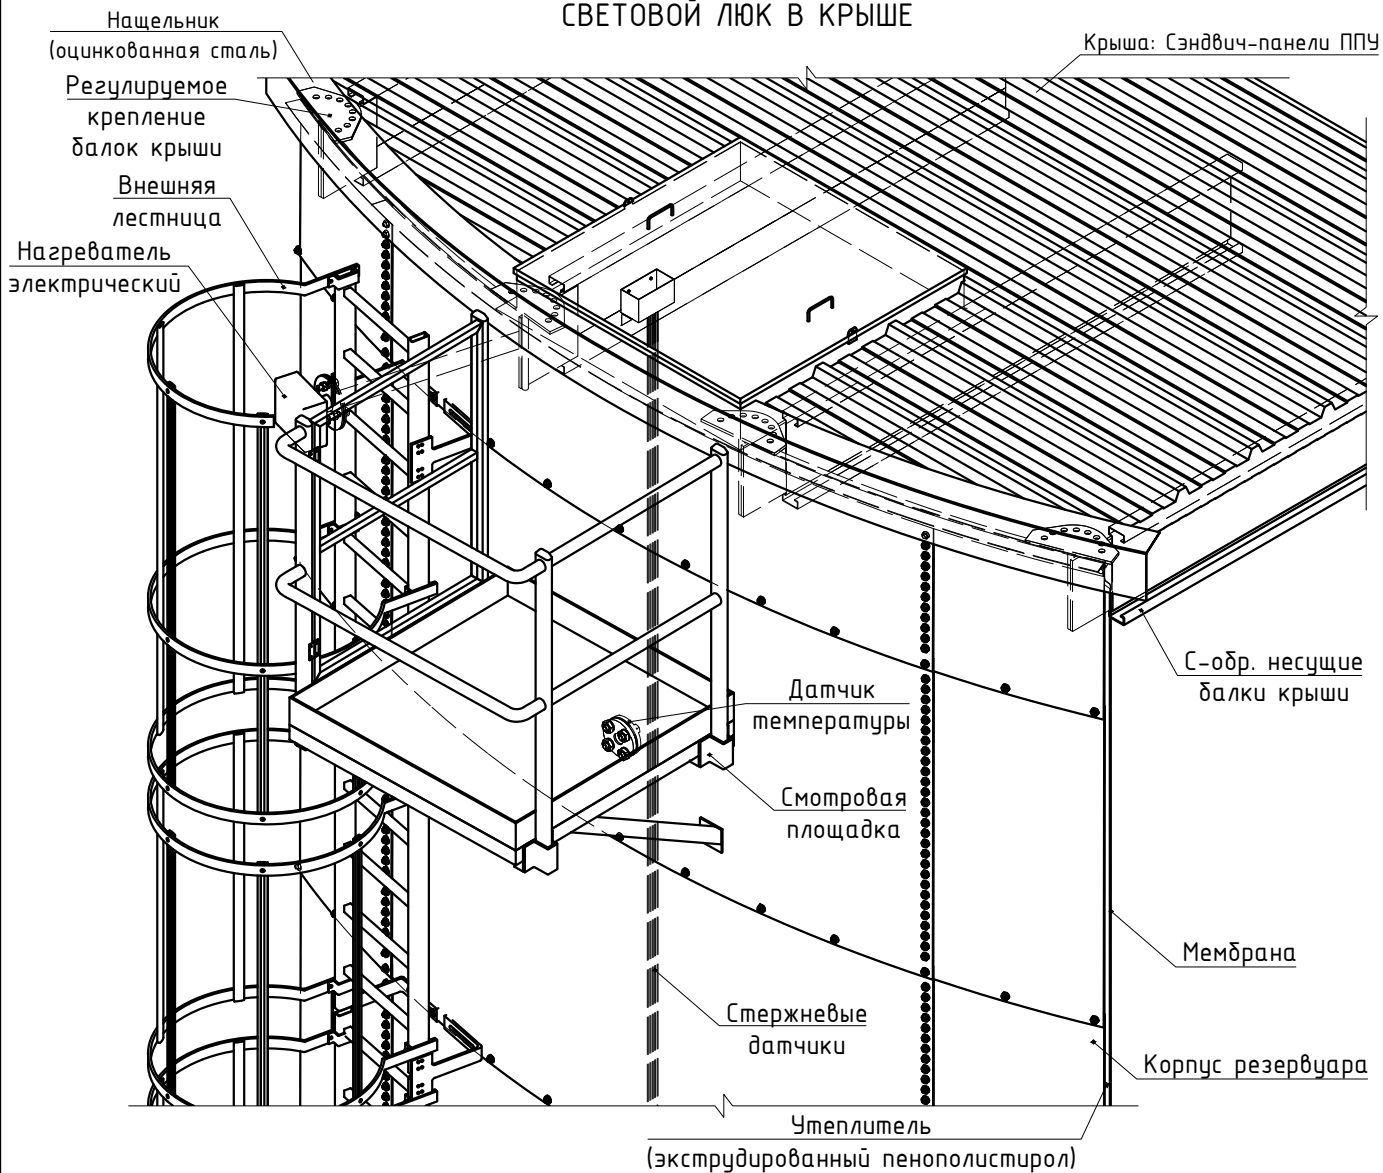 СВЕТОВОЙ ЛЮК В КРЫШЕ
Нащельник
(оцинкованная сталь)
Крыша: Сэндвич-панели ППУ
Регулируемое
крепление
балок крыши
Внешняя
лестница
Нагреватель
электрический
С-обр. несущие
балки крыши
Датчик
температуры
Смотровая
площадка
Мембрана
Стержневые
датчики
Корпус резервуара
Утеплитель
(экструдированный пенополистирол)